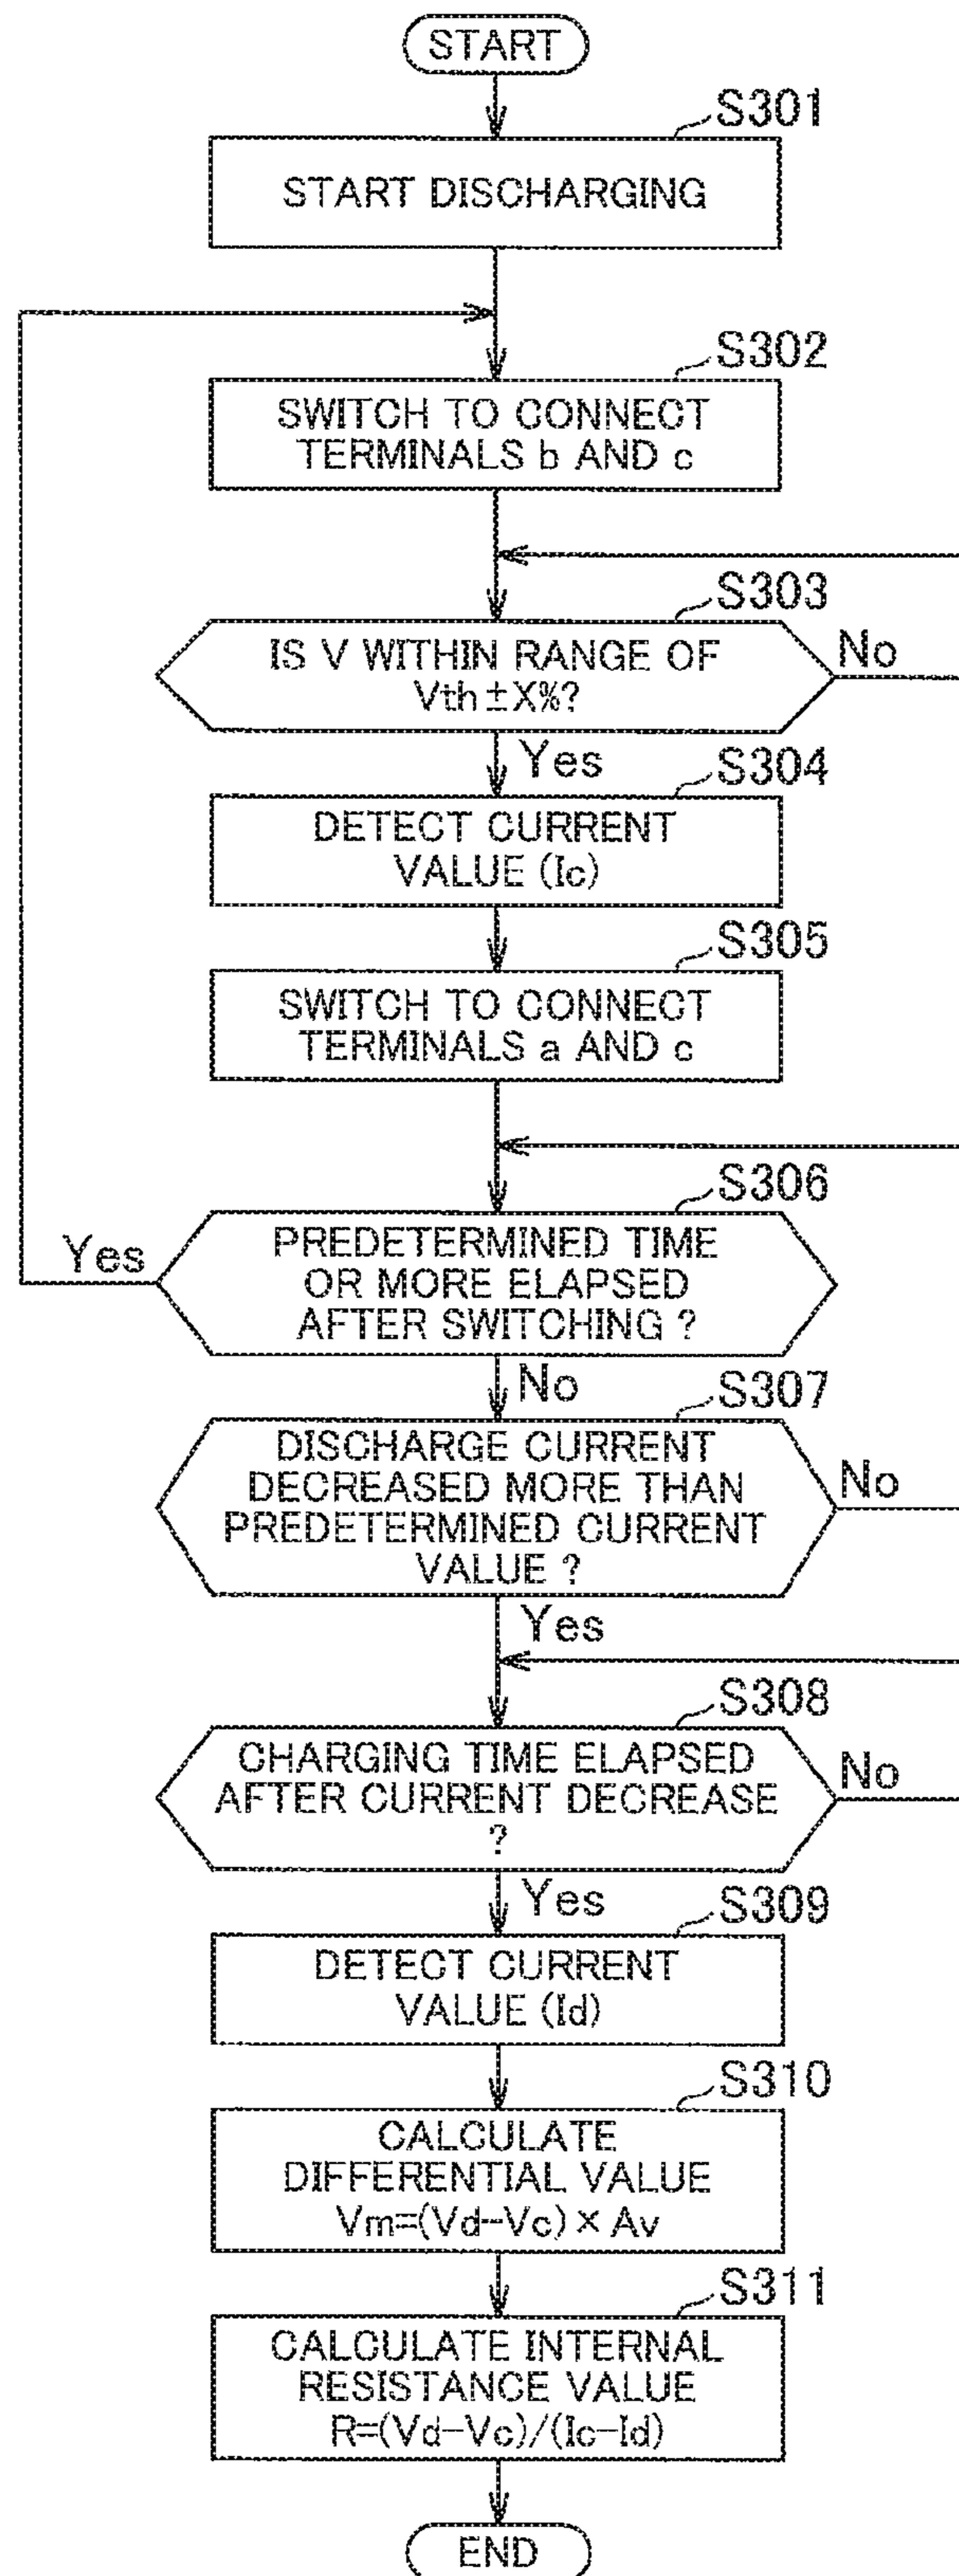 START
S301
START DISCHARGING
S302
SWITCH TO CONNECT
TERMINALS b AND c
S303
IS V WITHIN RANGE OF
Vth±X%?
No
Yes
S304
DETECT CURRENT
VALUE (Ic)
S305
SWITCH TO CONNECT
TERMINALS a AND c
S306
PREDETERMINED TIME
OR MORE ELAPSED
AFTER SWITCHING ?
Yes
No
S307
DISCHARGE CURRENT
DECREASED MORE THAN
PREDETERMINED CURRENT
VALUE ?
No
Yes
S308
CHARGING TIME ELAPSED
AFTER CURRENT DECREASE
?
No
Yes
S309
DETECT CURRENT
VALUE (Id)
S310
CALCULATE
DIFFERENTIAL VALUE
Vm=(Vd-Vc)×Av
S311
CALCULATE INTERNAL
RESISTANCE VALUE
R=(Vd-Vc)/(Ic-Id)
END